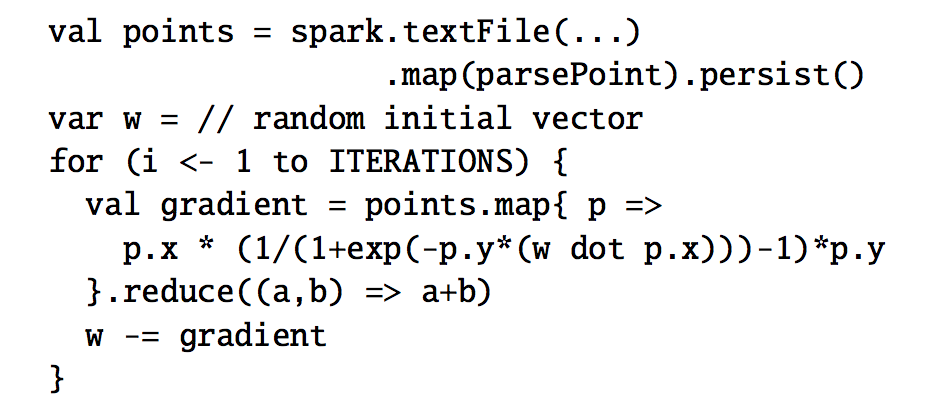 val points = spark.textFile(...)
.map(parsePoint).persist()
var w = // random initial vector
for (i <- 1 to ITERATIONS) {
val gradient = points.map{ p =>
p.x * (1/(1+exp(-p.y*(w dot p.x)))-1)*p.y
}.reduce((a,b) => a+b)
w -= gradient
}